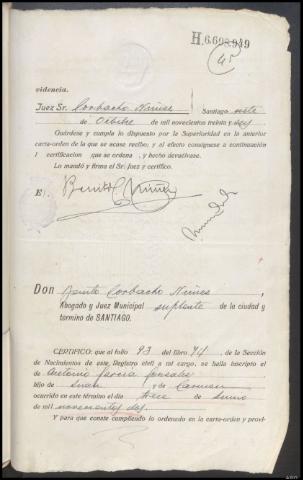 H.6.698,949
videncia.
Juez Sr. Corbacho Núñez Santiago siete
de Octubre de mil novecientos treinta y seis
Guárdese y cumpla lo dispuesto por la Superioridad en la anterior
carta-orden de la que se acuse recibo; y al efecto consígnese a continuación
l certificación que se ordena y hecho devuélvase.
Lo mandó y firma el Sr. Juez y certifico.
E)
Don Corbacho Núñez,
Abogado y Juez Municipal suplente de la ciudad y
término de SANTIAGO.
CERTIFICO: que al folio 93 del libro 74, de la Sección
de Nacimientos de este Registro civil a mi cargo, se halla inscripto el
de Antonio García González
hijo de Juan y de Carmen
ocurrido en este término el día trece de Junio
de mil novecientos diez
Y para que conste cumpliendo lo ordenado en la carta-orden y provi-